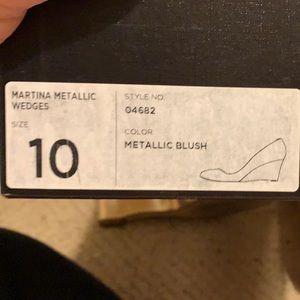 MARTINA METALLIC
WEDGES
SIZE
10
STYLE NO.
04682
COLOR
METALLIC BLUSH